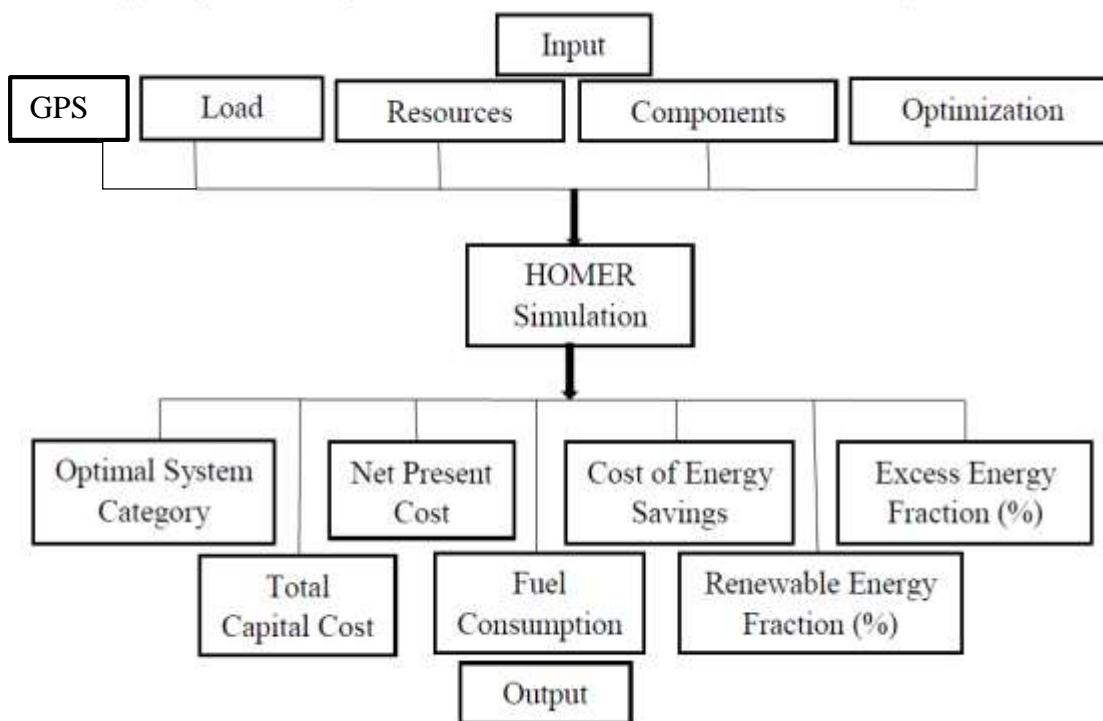 Input
GPS
Load
Resources
Components
Optimization
HOMER
Simulation
Optimal System
Category
Net Present
Cost
Cost of Energy
Savings
Excess Energy
Fraction (%)
Total
Capital Cost
Fuel
Consumption
Renewable Energy
Fraction (%)
Output